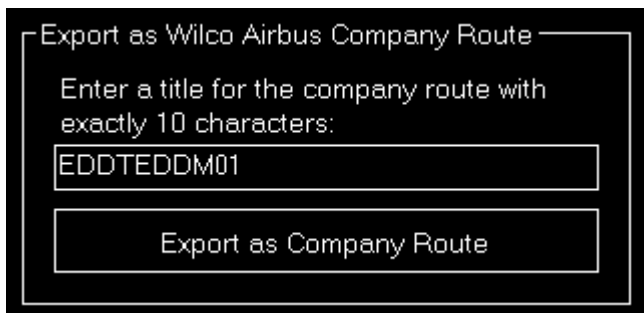 Export as Wilco Airbus Company Route
Enter a title for the company route with
exactly 10 characters:
EDDTEDDM01
Export as Company Route